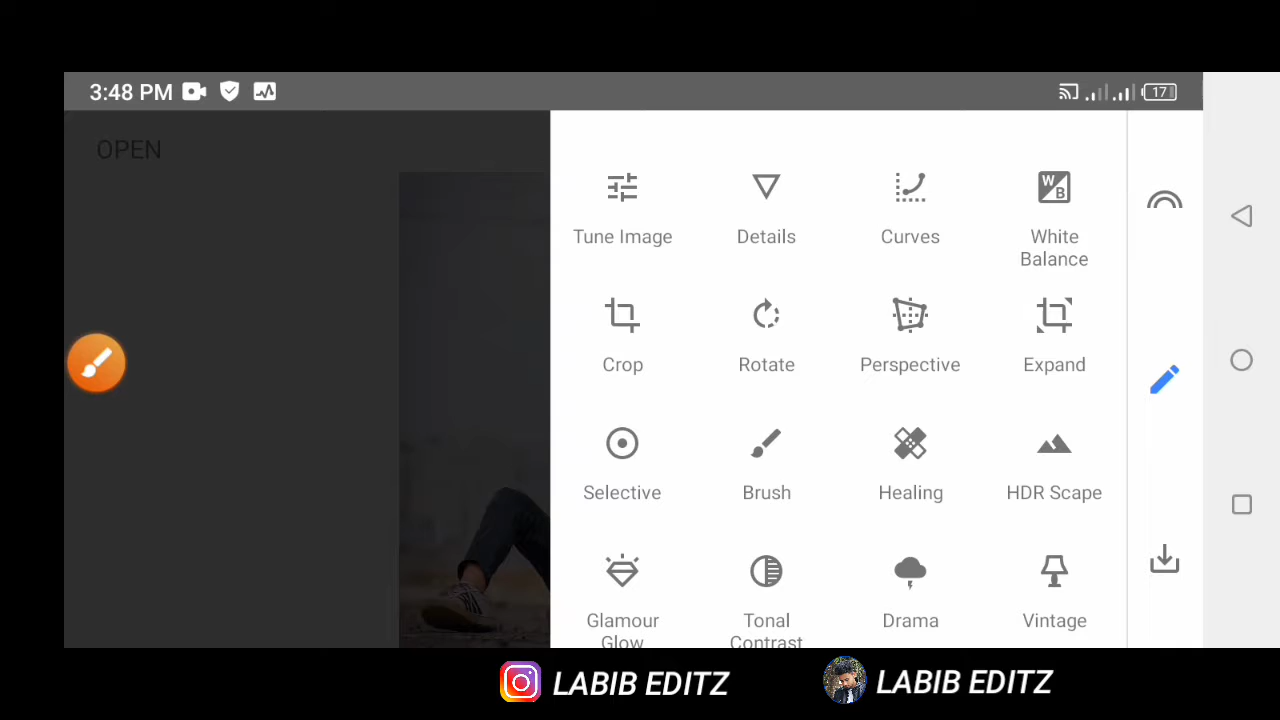 3:48 PM
17
OPEN
Tune Image
Details
Curves
W
B
White
Balance
Crop
Rotate
Perspective
Expand
Selective
Brush
Healing
HDR Scape
Glamour
Glow
Tonal
Contrast
Drama
Vintage
LABIB EDITZ
LABIB EDITZ